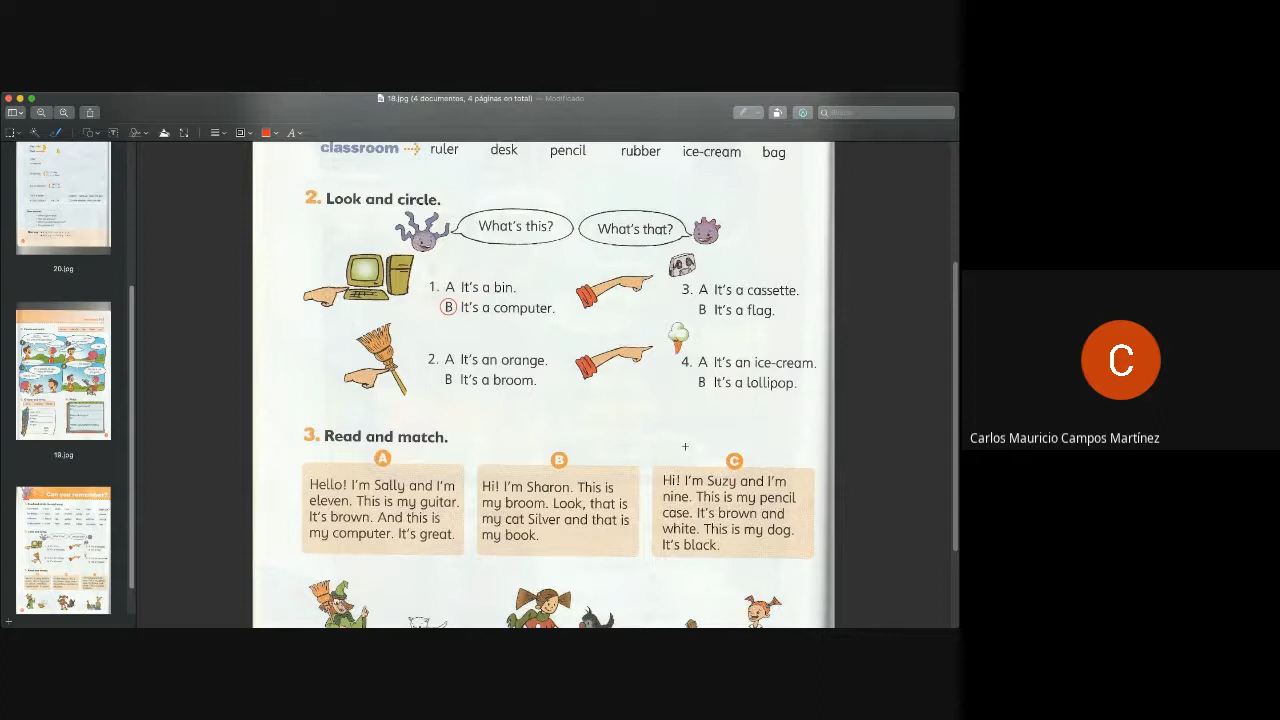 18.jpg (4 documentos, 4 páginas en total) — Modificado
Buscar
classroom ruler desk pencil rubber ice-cream bag
2. Look and circle.
What's this?
What's that?
1. A It's a bin.
B It's a computer.
2. A It's an orange.
B It's a broom.
3. A It's a cassette.
B It's a flag.
4. A It's an ice-cream.
B It's a lollipop.
3. Read and match.
A
Hello! I'm Sally and I'm
eleven. This is my guitar.
It's brown. And this is
my computer. It's great.
B
Hi! I'm Sharon. This is
my broom. Look, that is
my cat Silver and that is
my book.
C
Hi! I'm Suzy and I'm
nine. This is my pencil
case. It's brown and
white. This is my dog.
It's black.
20.jpg
19.jpg
Can you remember?
C
Carlos Mauricio Campos Martínez